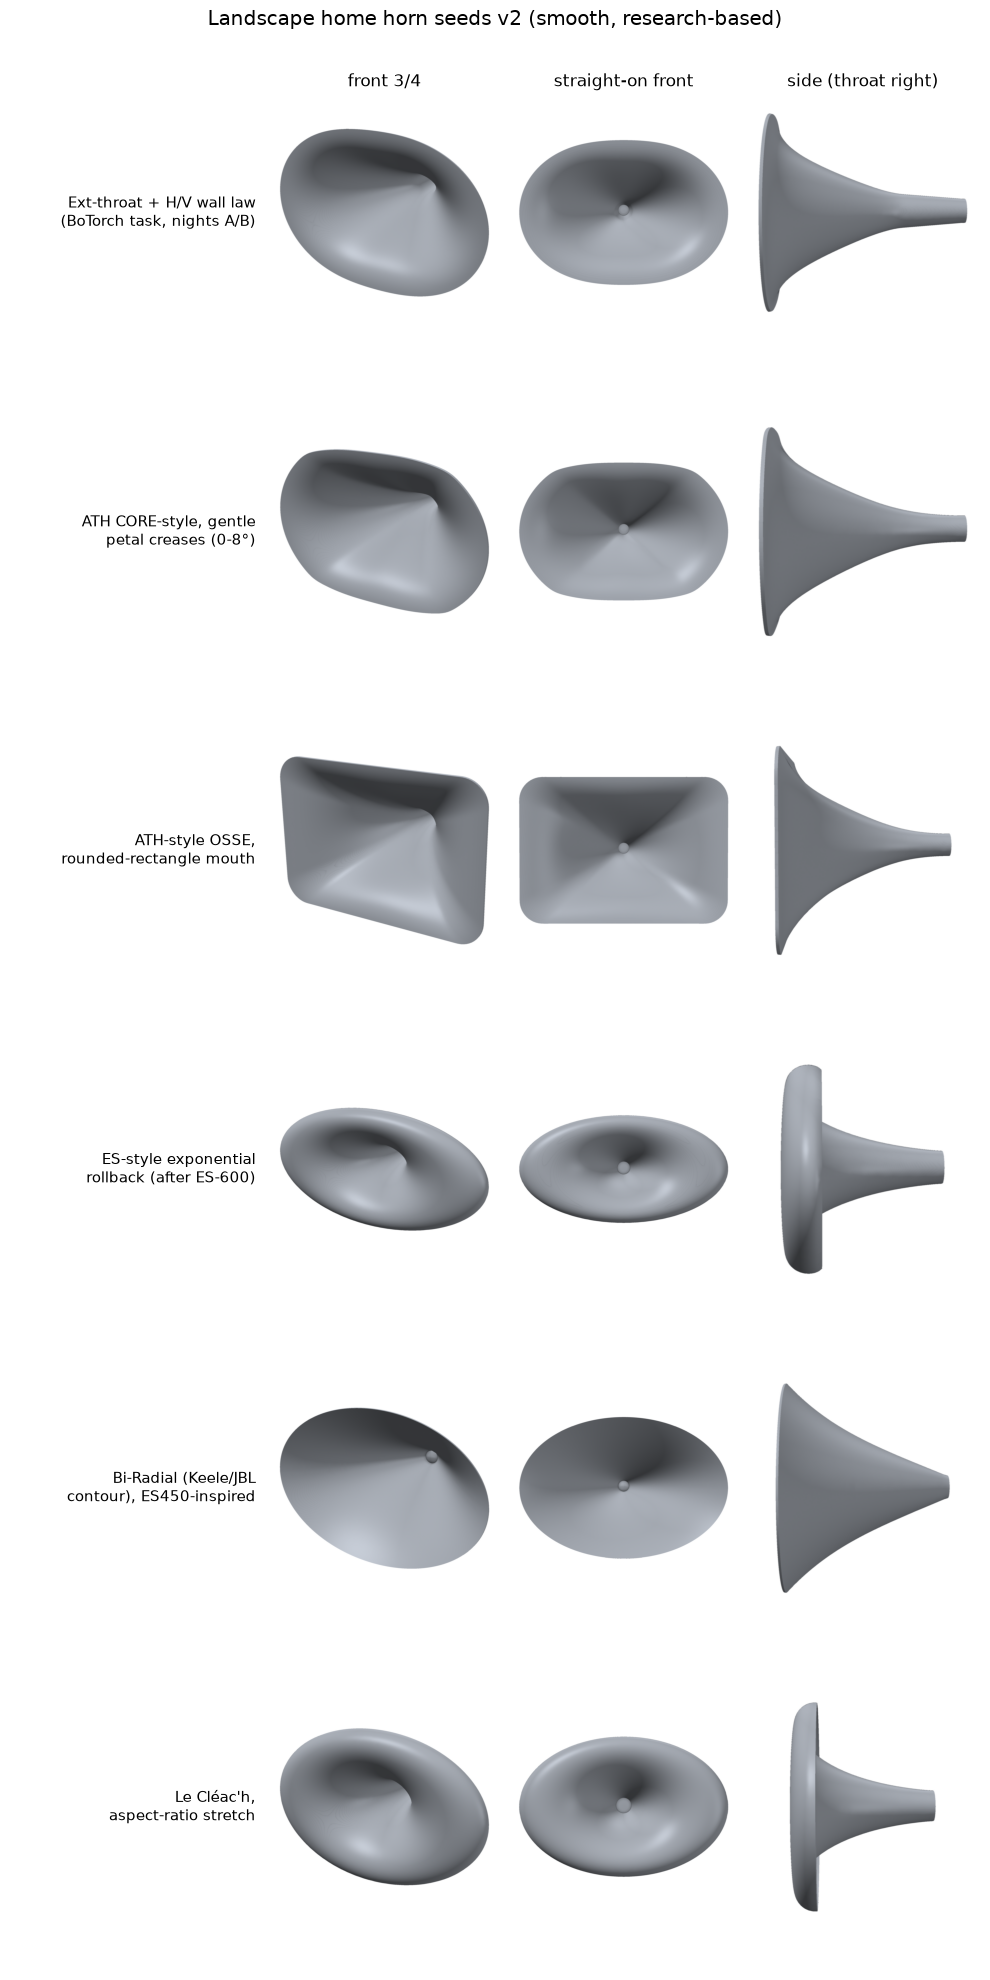 Landscape home horn seeds v2 (smooth, research-based)
front 3/4
straight-on front
side (throat right)
Ext-throat + H/V wall law
(BoTorch task, nights A/B)
ATH CORE-style, gentle
petal creases (0-8°)
ATH-style OSSE,
rounded-rectangle mouth
ES-style exponential
rollback (after ES-600)
Bi-Radial (Keele/JBL
contour), ES450-inspired
Le Cléac'h,
aspect-ratio stretch